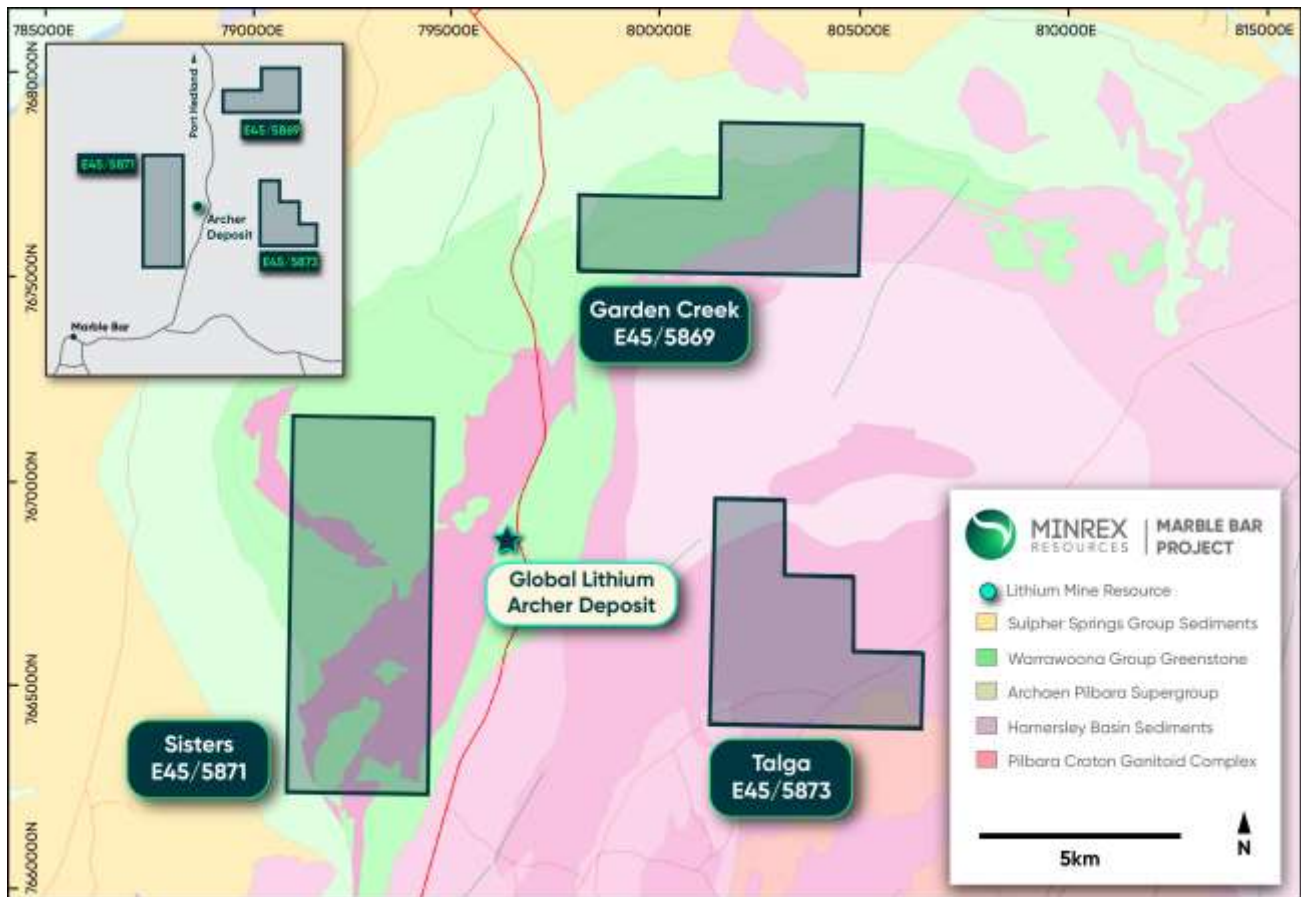 785000E
790000E
795000E
800000E
805000E
810000E
815000E
7680000N
7675000N
7670000N
7665000N
7660000N
Port Hedland
E45/5869
E45/5871
Archer
Deposit
E45/5873
Marble Bar
Garden Creek
E45/5869
Global Lithium
Archer Deposit
Sisters
E45/5871
Talga
E45/5873
MINREX
RESOURCES
MARBLE BAR
PROJECT
Lithium Mine Resource
Sulpher Springs Group Sediments
Warrawoona Group Greenstone
Archaen Pilbara Supergroup
Hamersley Basin Sediments
Pilbara Craton Ganitoid Complex
5km
N